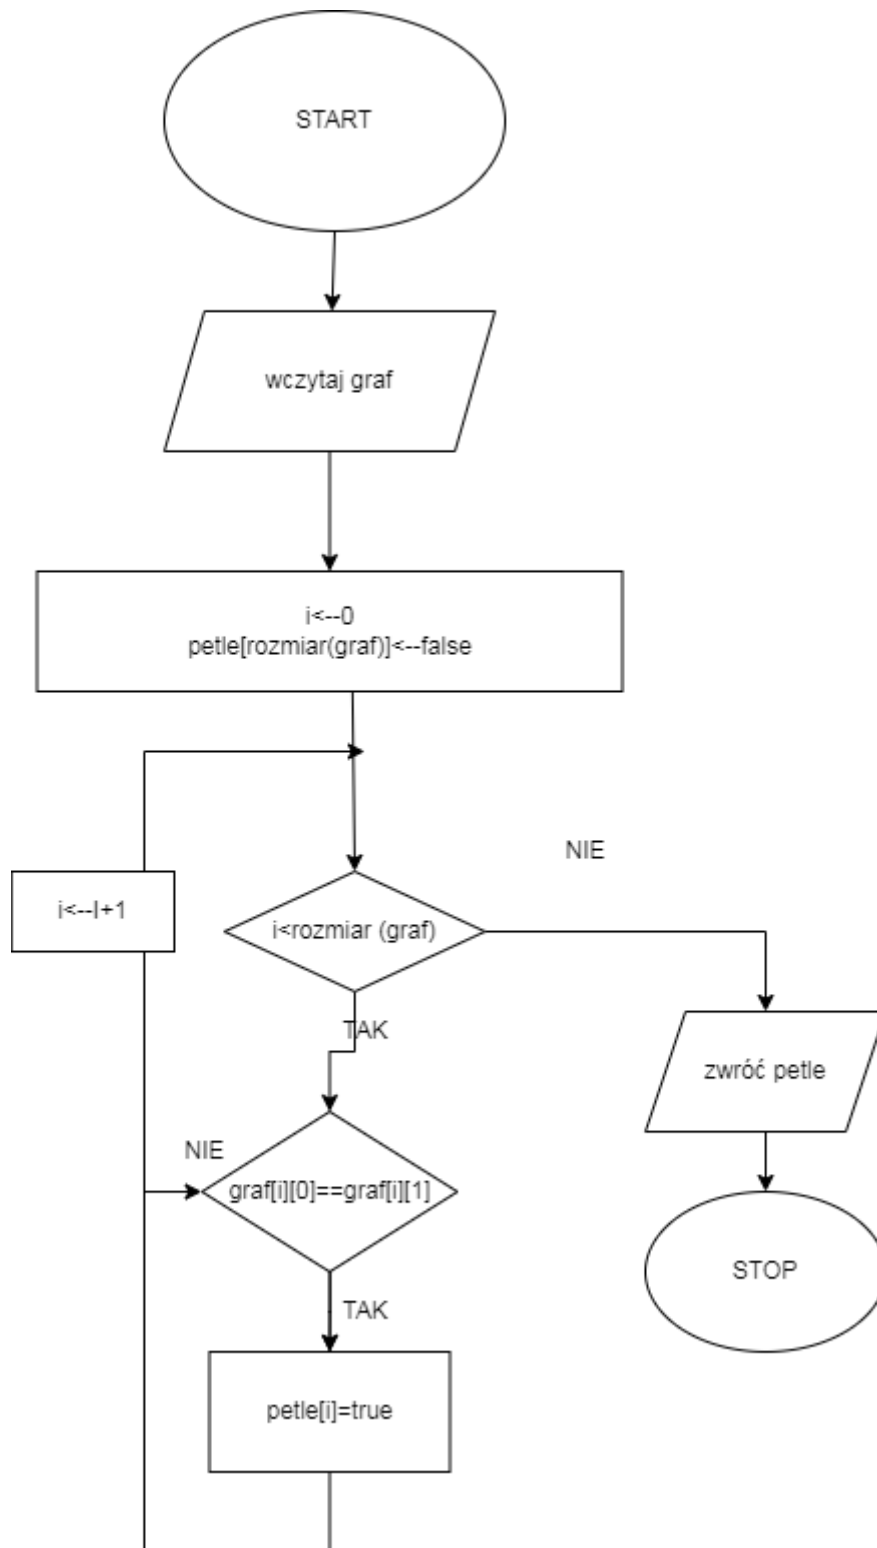 START
wczytaj graf
i<--0
petle[rozmiar(graf)]<--false
NIE
i<--I+1
i<rozmiar (graf)
TAK
zwróć petle
NIE
graf[i][0]==graf[i][1]
STOP
TAK
petle[i]=true